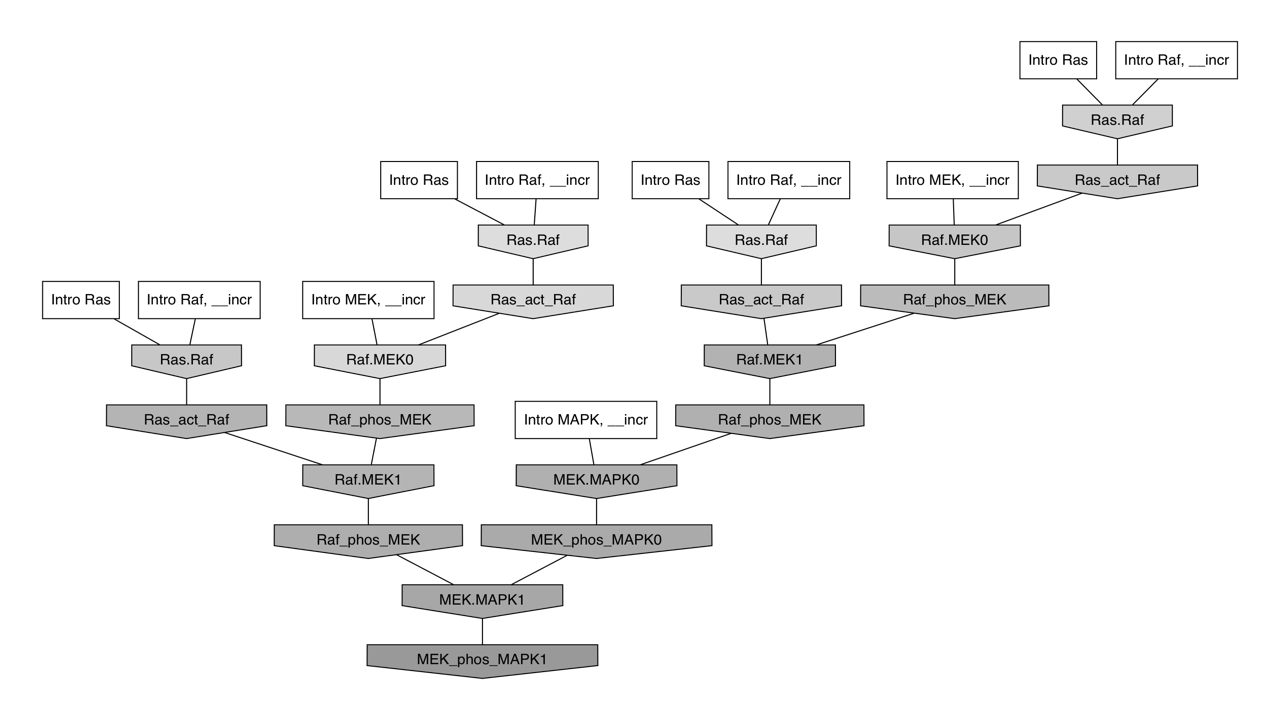 Intro Ras
Intro Raf, __incr
Ras.Raf
Intro Ras
Intro Raf, __incr
Intro Ras
Intro Raf, __incr
Intro MEK, __incr
Ras_act_Raf
Ras.Raf
Ras.Raf
Raf.MEK0
Intro Ras
Intro Raf, __incr
Intro MEK, __incr
Ras_act_Raf
Ras_act_Raf
Raf_phos_MEK
Ras.Raf
Raf.MEK0
Raf.MEK1
Ras_act_Raf
Raf_phos_MEK
Intro MAPK, __incr
Raf_phos_MEK
Raf.MEK1
MEK.MAPK0
Raf_phos_MEK
MEK_phos_MAPK0
MEK.MAPK1
MEK_phos_MAPK1